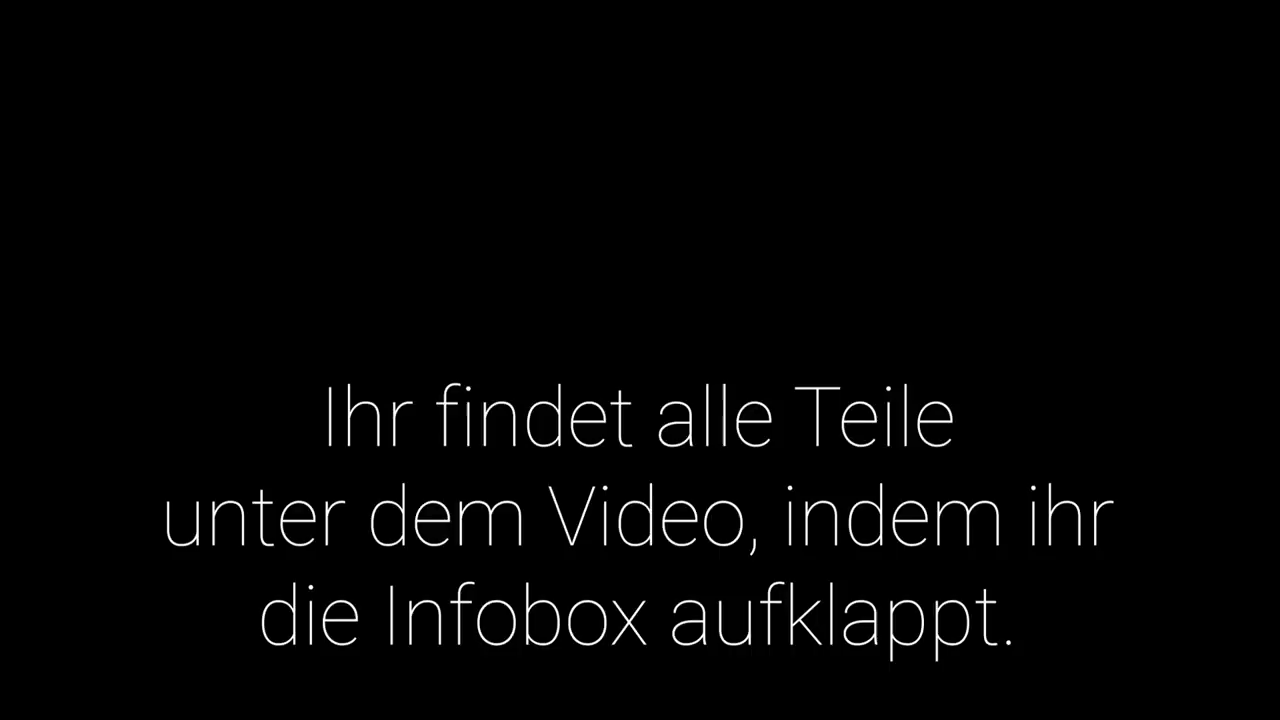 Ihr findet alle Teile
unter dem Video, indem ihr
die Infobox aufklappt.